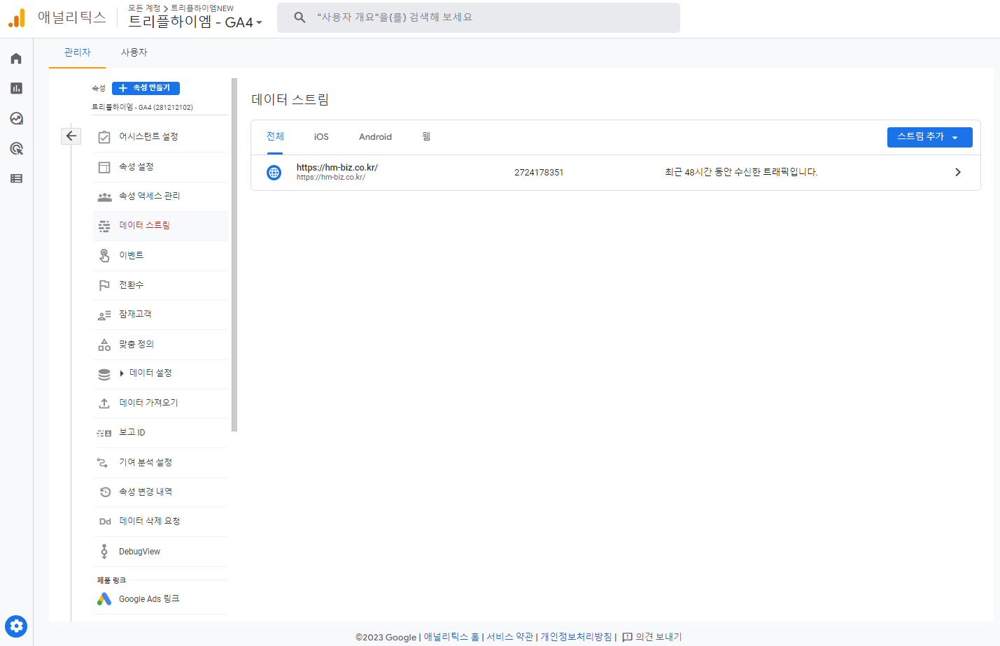 애널리틱스
모든 계정 > 트리플하이엠NEW
트리플하이엠 - GA4
"사용자 개요"을(를) 검색해 보세요
관리자
사용자
속성
속성 만들기
트리플하이엠 - GA4 (281212102)
어시스턴트 설정
속성 설정
속성 액세스 관리
데이터 스트림
이벤트
전환수
잠재고객
맞춤 정의
데이터 설정
데이터 가져오기
보고 ID
기여 분석 설정
속성 변경 내역
Dd 데이터 삭제 요청
DebugView
제품 링크
Google Ads 링크
데이터 스트림
전체 iOS Android 웹
스트림 추가
https://hm-biz.co.kr/
https://hm-biz.co.kr/
2724178351
최근 48시간 동안 수신한 트래픽입니다.
©2023 Google | 애널리틱스 홈 | 서비스 약관 | 개인정보처리방침 | 의견 보내기